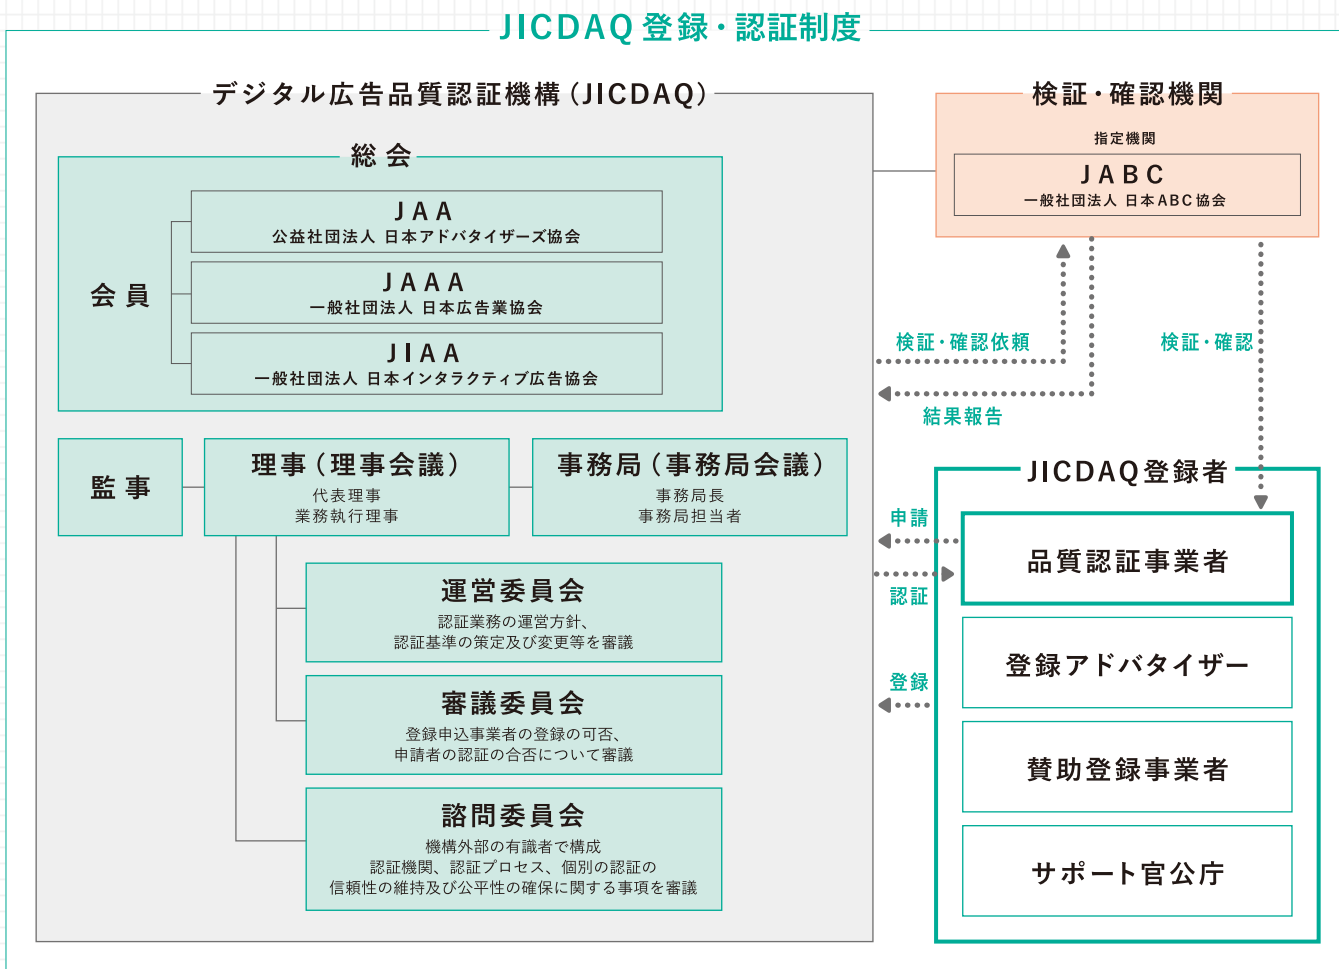 JICDAQ 登録・認証制度
デジタル広告品質認証機構（JICDAQ）
総会
会員
JAA
公益社団法人 日本アドバタイザーズ協会
JAAA
一般社団法人 日本広告業協会
JIAA
一般社団法人 日本インタラクティブ広告協会
監事
理事（理事会議）
代表理事
業務執行理事
事務局（事務局会議）
事務局長
事務局担当者
運営委員会
認証業務の運営方針、
認証基準の策定及び変更等を審議
審議委員会
登録申込事業者の登録の可否、
申請者の認証の合否について審議
諮問委員会
機構外部の有識者で構成
認証機関、認証プロセス、個別の認証の
信頼性の維持及び公平性の確保に関する事項を審議
検証・確認機関
指定機関
JABC
一般社団法人 日本ABC協会
検証・確認依頼
検証・確認
結果報告
JICDAQ登録者
申請
品質認証事業者
認証
登録アドバタイザー
登録
賛助登録事業者
サポート官公庁